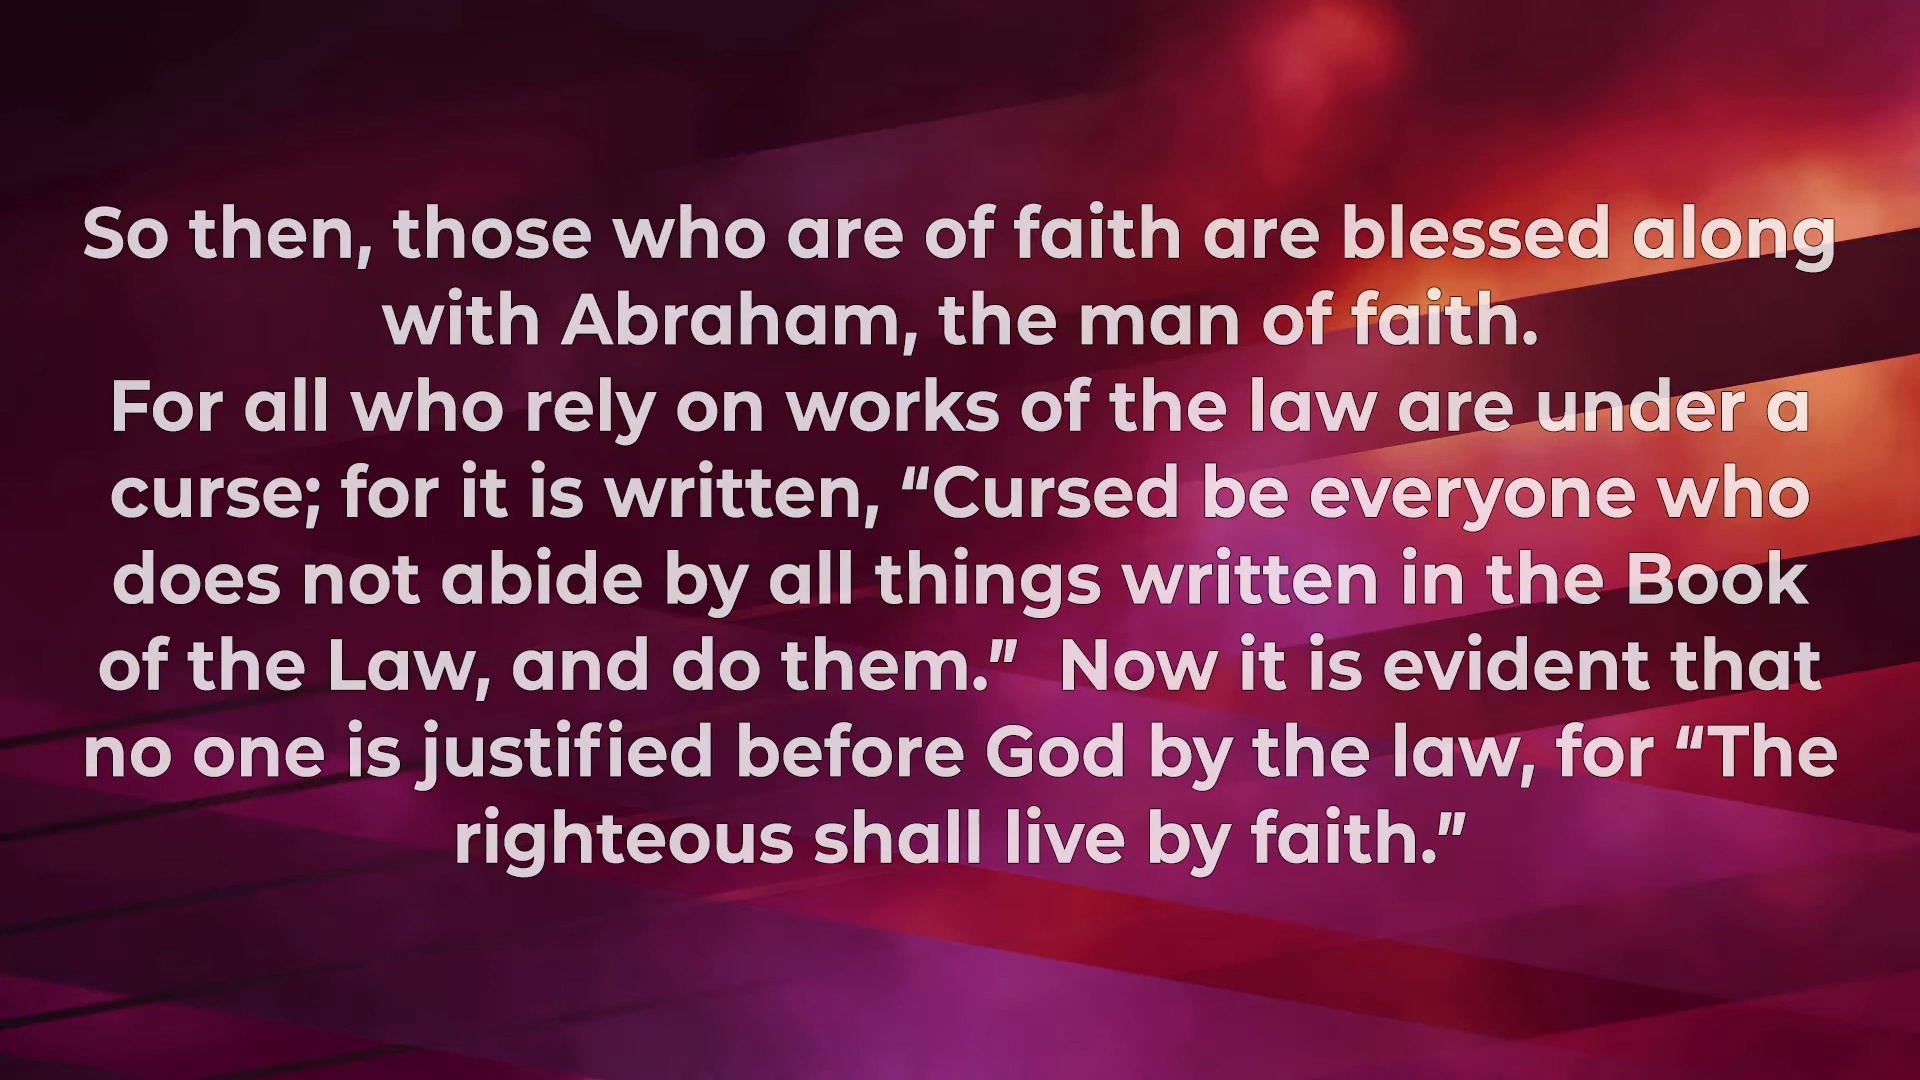 So then, those who are of faith are blessed along
with Abraham, the man of faith.
For all who rely on works of the law are under a
curse; for it is written, “Cursed be everyone who
does not abide by all things written in the Book
of the Law, and do them.”  Now it is evident that
no one is justified before God by the law, for “The
righteous shall live by faith.”